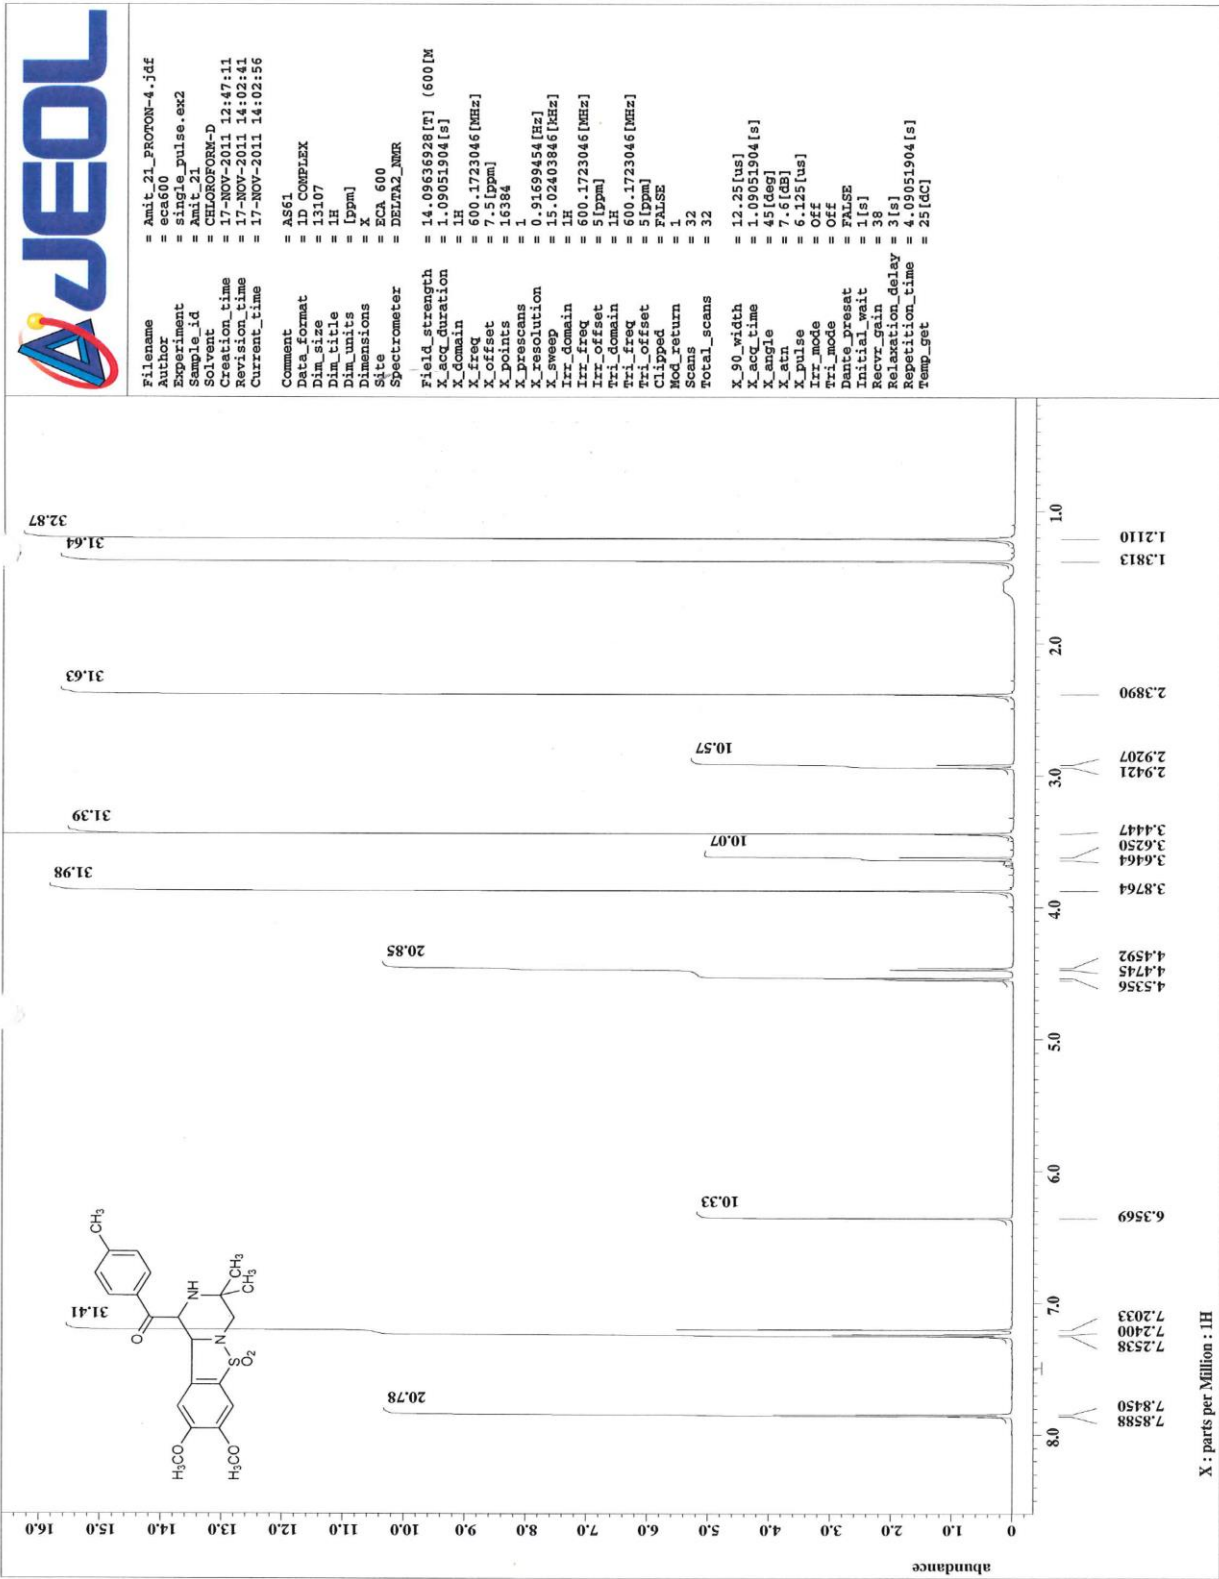 JEOL
Filename = Amit_21_PROTON-4.jdf
Author = eca600
Experiment = single_pulse.ex2
Sample_id = Amit_21
Solvent = CHLOROFORM-D
Creation_time = 17-NOV-2011 12:47:11
Revision_time = 17-NOV-2011 14:02:41
Current_time = 17-NOV-2011 14:02:56
Comment = AS61
Data_format = 1D COMPLEX
Dim_size = 13107
Dim_title = 1H
Dim_units = [ppm]
Dimensions = X
Site = ECA 600
Spectrometer = DELTA2_NMR
Field_strength = 14.09636928[T] (600[M
X_acq_duration = 1.09051904[s]
X_domain = 1H
X_freq = 600.1723046[MHz]
X_offset = 7.5[ppm]
X_points = 16384
X_prescans = 1
X_resolution = 0.91699454[Hz]
X_sweep = 15.02403846[kHz]
Irr_domain = 1H
Irr_freq = 600.1723046[MHz]
Irr_offset = 5[ppm]
Tri_domain = 1H
Tri_freq = 600.1723046[MHz]
Tri_offset = 5[ppm]
Clipped = FALSE
Mod_return = 1
Scans = 32
Total_scans = 32
X_90_width = 12.25[us]
X_acq_time = 1.09051904[s]
X_angle = 45[deg]
X_atn = 7.6[dB]
X_pulse = 6.125[us]
Irr_mode = Off
Tri_mode = Off
Dante_presat = FALSE
Initial_wait = 1[s]
Recvr_gain = 38
Relaxation_delay = 3[s]
Repetition_time = 4.09051904[s]
Temp_get = 25[dC]
abundance
16.0
15.0
14.0
13.0
12.0
11.0
10.0
9.0
8.0
7.0
6.0
5.0
4.0
3.0
2.0
1.0
0
H3CO
H3CO
O
CH3
NH
CH3
CH3
N
S
O2
20.78
31.41
10.33
20.85
31.98
10.07
31.39
10.57
31.63
31.64
32.87
8.0 7.0 6.0 5.0 4.0 3.0 2.0 1.0
7.8588
7.8450
7.2538
7.2400
7.2033
6.3569
4.5356
4.4745
4.4592
3.8764
3.6464
3.6250
3.4447
2.9421
2.9207
2.3890
1.3813
1.2110
X : parts per Million : 1H